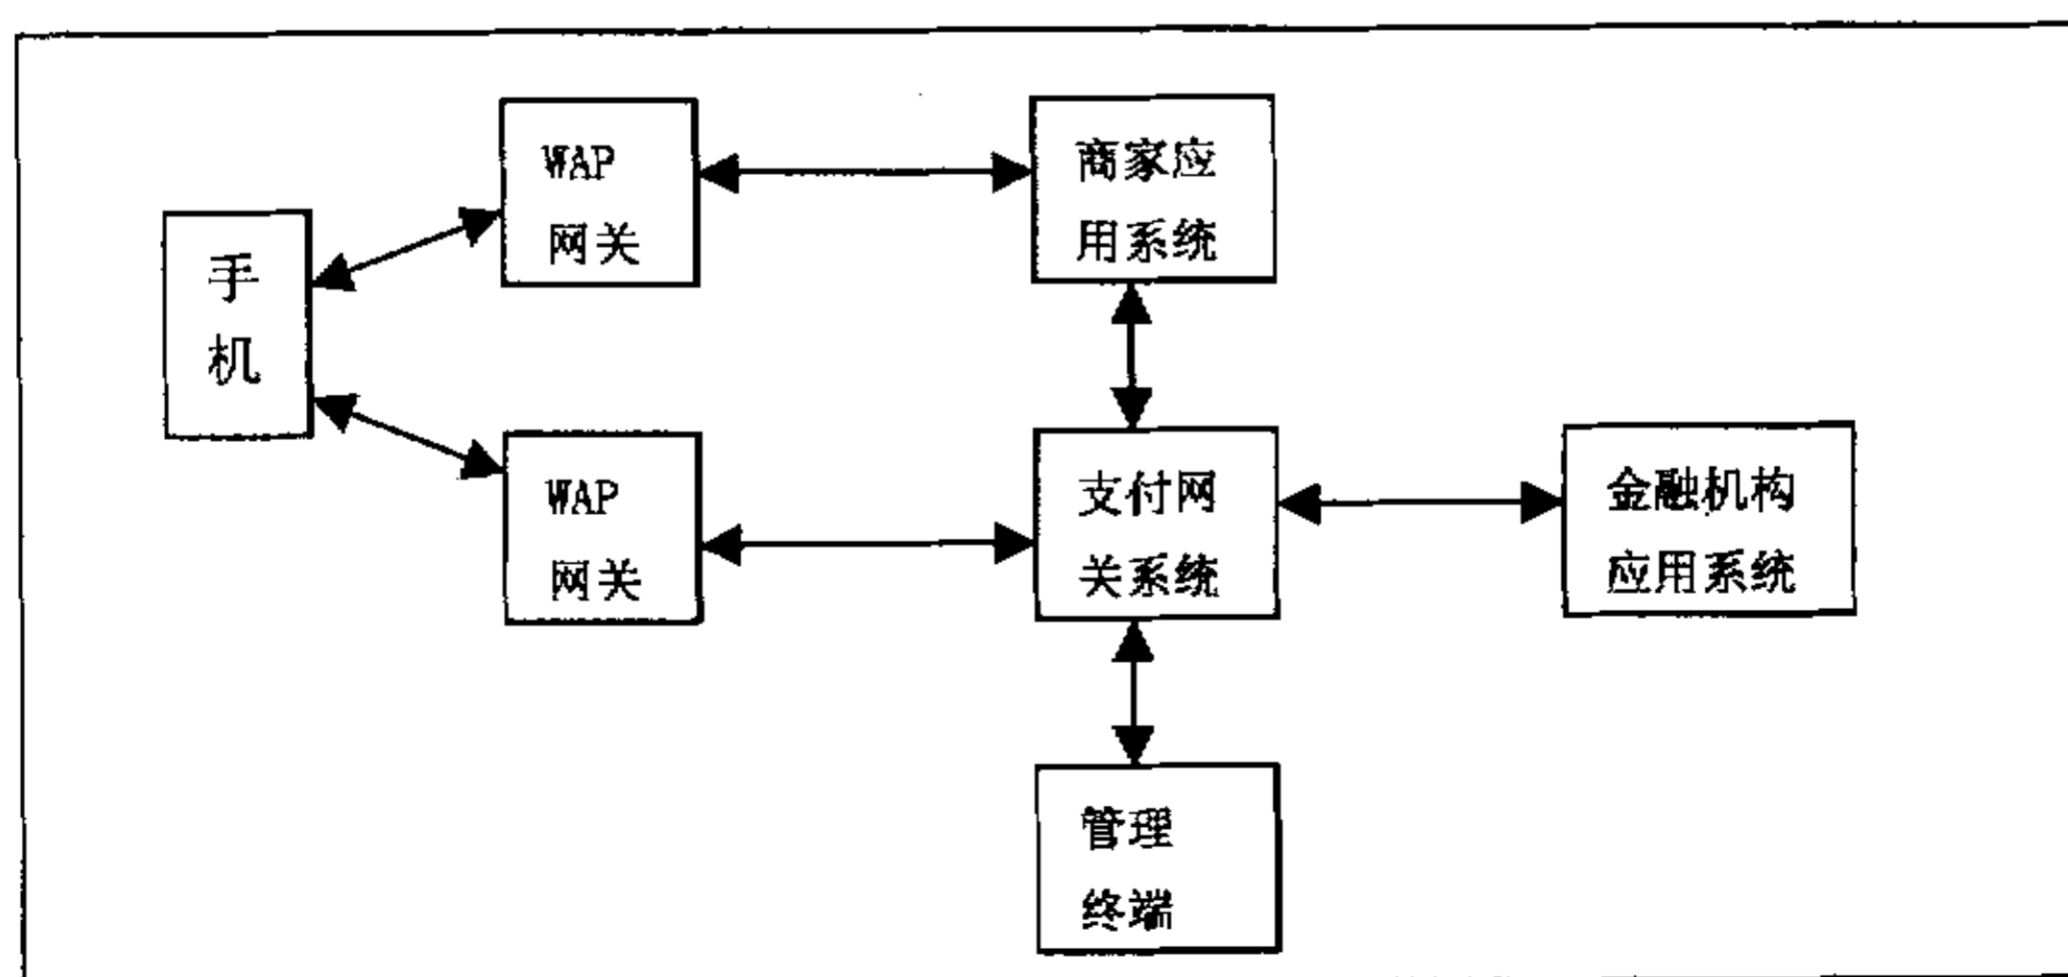 WAP
网关
商家应
用系统
手
机
WAP
网关
支付网
关系统
金融机构
应用系统
管理
终端